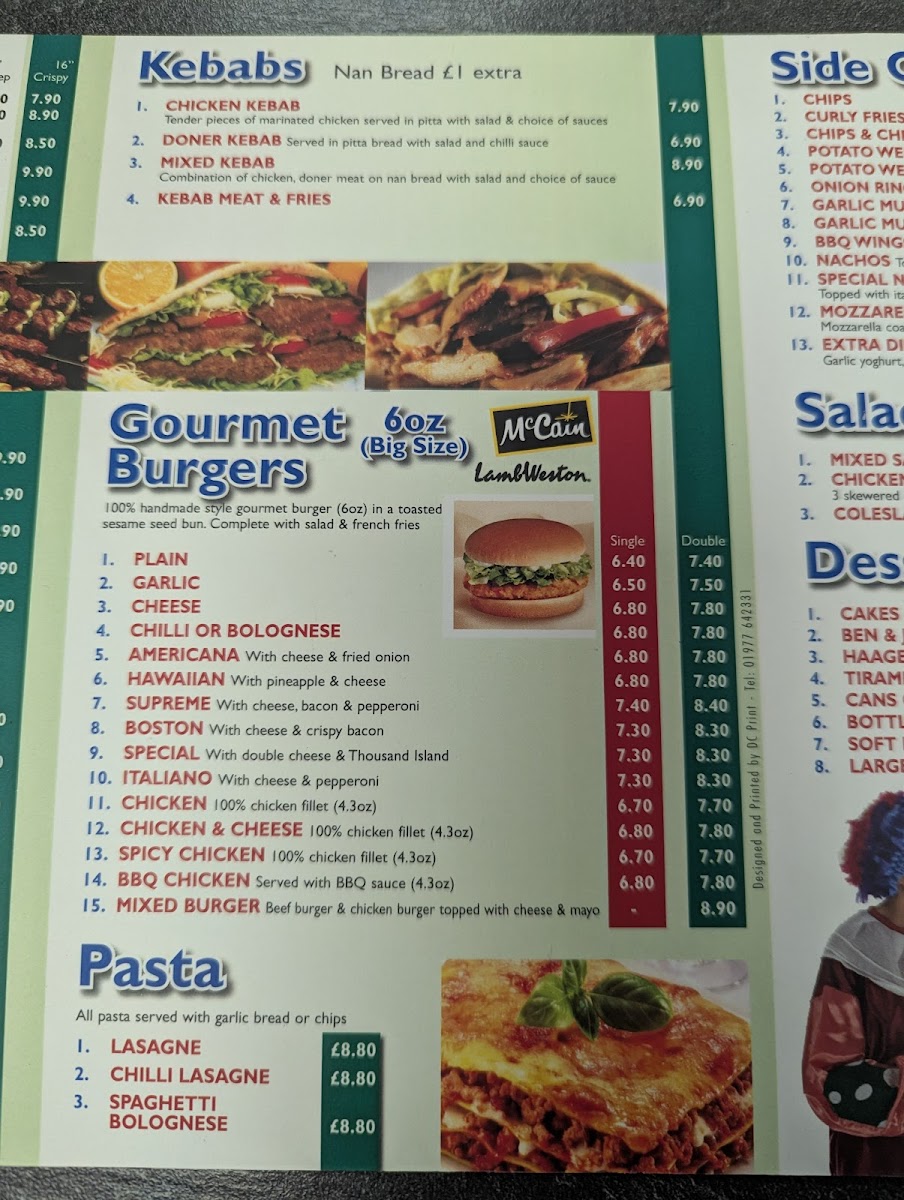 16"
Crispy
7.90
8.90
8.50
9.90
9.90
8.50
Kebabs Nan Bread £1 extra
1. CHICKEN KEBAB 7.90
Tender pieces of marinated chicken served in pitta with salad & choice of sauces
2. DONER KEBAB Served in pitta bread with salad and chilli sauce 6.90
3. MIXED KEBAB 8.90
Combination of chicken, doner meat on nan bread with salad and choice of sauce
4. KEBAB MEAT & FRIES 6.90
Gourmet 6oz
Burgers (Big Size)
McCain
LambWeston
100% handmade style gourmet burger (6oz) in a toasted
sesame seed bun. Complete with salad & french fries
Single Double
1. PLAIN 6.40 7.40
2. GARLIC 6.50 7.50
3. CHEESE 6.80 7.80
4. CHILLI OR BOLOGNESE 6.80 7.80
5. AMERICANA With cheese & fried onion 6.80 7.80
6. HAWAIIAN With pineapple & cheese 6.80 7.80
7. SUPREME With cheese, bacon & pepperoni 7.40 8.40
8. BOSTON With cheese & crispy bacon 7.30 8.30
9. SPECIAL With double cheese & Thousand Island 7.30 8.30
10. ITALIANO With cheese & pepperoni 7.30 8.30
11. CHICKEN 100% chicken fillet (4.3oz) 6.70 7.70
12. CHICKEN & CHEESE 100% chicken fillet (4.3oz) 6.80 7.80
13. SPICY CHICKEN 100% chicken fillet (4.3oz) 6.70 7.70
14. BBQ CHICKEN Served with BBQ sauce (4.3oz) 6.80 7.80
15. MIXED BURGER Beef burger & chicken burger topped with cheese & mayo - 8.90
Designed and Printed by DC Print - Tel: 01977 642331
Pasta
All pasta served with garlic bread or chips
1. LASAGNE £8.80
2. CHILLI LASAGNE £8.80
3. SPAGHETTI
BOLOGNESE £8.80
Side
1. CHIPS
2. CURLY FRIES
3. CHIPS &
4. POTATO
5. POTATO
6. ONION
7. GARLIC
8. GARLIC
9. BBQ WING
10. NACHOS
11. SPECIAL
Topped with
12.
Mozzarella
13. EXTRA
Garlic yoghurt,
1. MIXED
2. CHICKEN
3 skewered
3.
1. CAKES
2. BEN &
3.
4.
5. CANS
6.
7. SOFT
8. LARGE